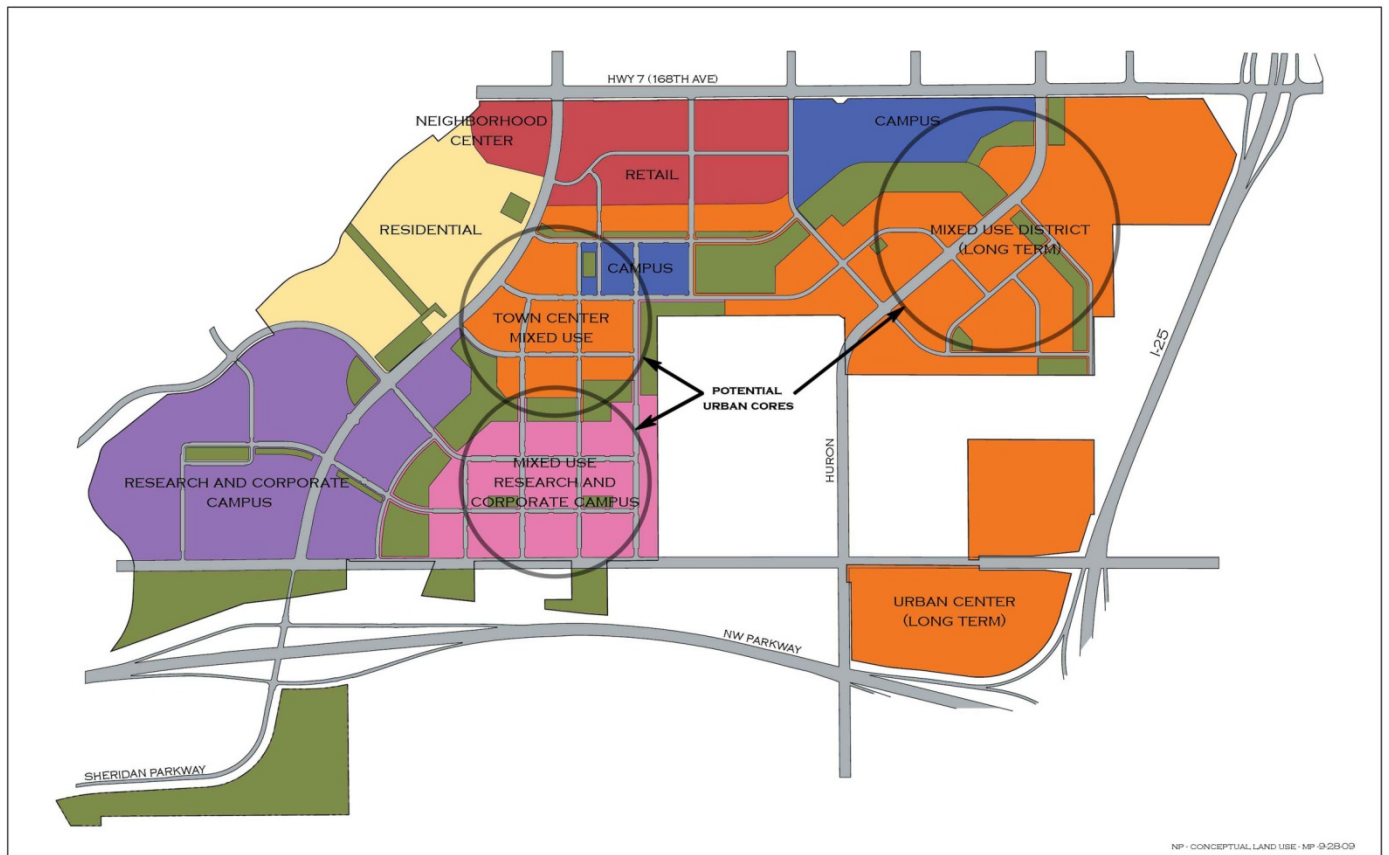 HWY 7 (168TH AVE)
NEIGHBORHOOD
CENTER
CAMPUS
RETAIL
RESIDENTIAL
MIXED USE DISTRICT
(LONG TERM)
CAMPUS
TOWN CENTER
MIXED USE
I-25
POTENTIAL
URBAN CORES
HURON
MIXED USE
RESEARCH AND
CORPORATE CAMPUS
RESEARCH AND CORPORATE
CAMPUS
URBAN CENTER
(LONG TERM)
NW PARKWAY
SHERIDAN PARKWAY
NP - CONCEPTUAL LAND USE - MP -9-28-09